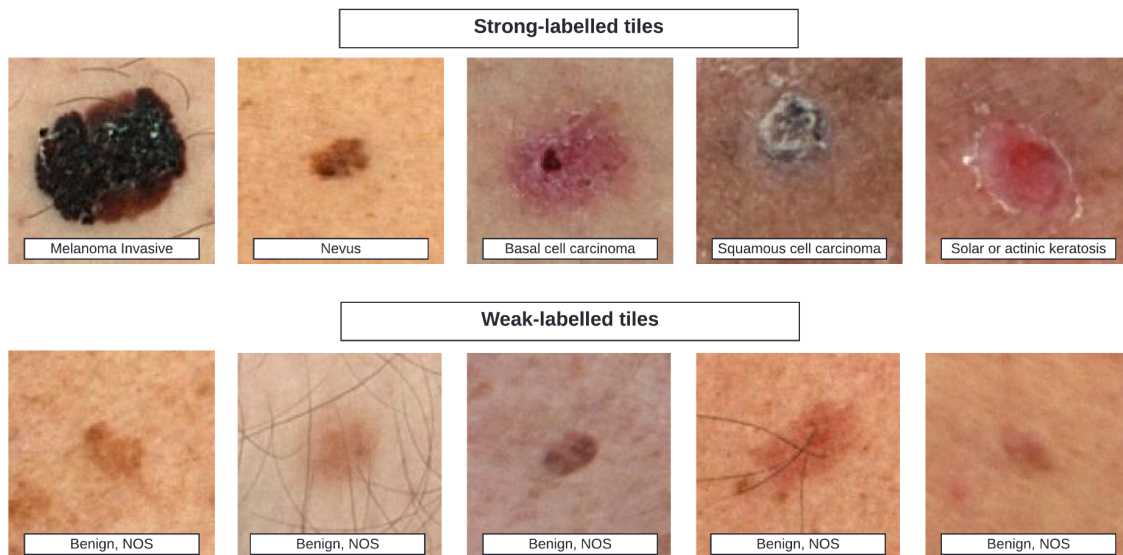 Strong-labelled tiles
Melanoma Invasive
Nevus
Basal cell carcinoma
Squamous cell carcinoma
Solar or actinic keratosis
Weak-labelled tiles
Benign, NOS
Benign, NOS
Benign, NOS
Benign, NOS
Benign, NOS